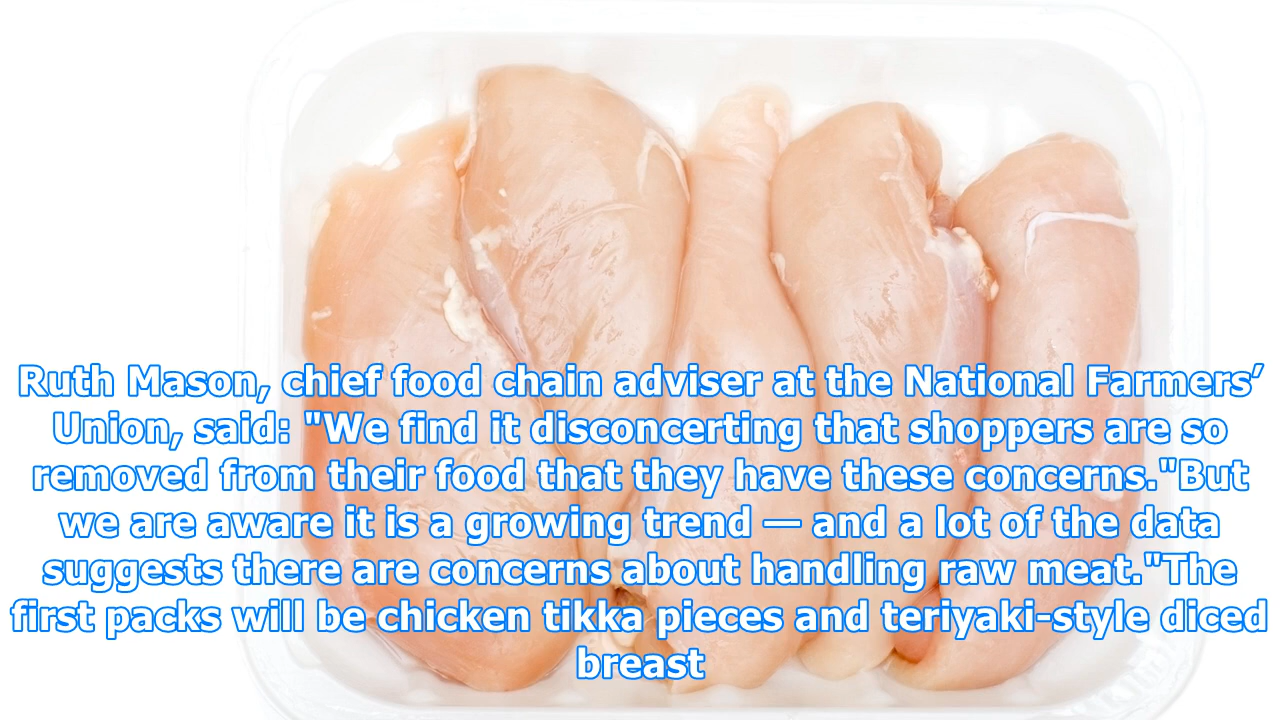 Ruth Mason, chief food chain adviser at the National Farmers’
Union, said: "We find it disconcerting that shoppers are so
removed from their food that they have these concerns."But
we are aware it is a growing trend — and a lot of the data
suggests there are concerns about handling raw meat."The
first packs will be chicken tikka pieces and teriyaki-style diced
breast